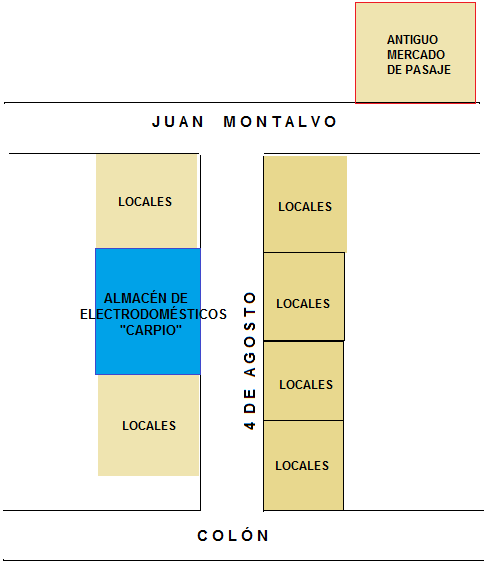 ANTIGUO
MERCADO
DE PASAJE
JUAN MONTALVO
LOCALES
LOCALES
ALMACÉN DE
ELECTRODOMÉSTICOS
"CARPIO"
4 DE AGOSTO
LOCALES
LOCALES
LOCALES
LOCALES
COLÓN